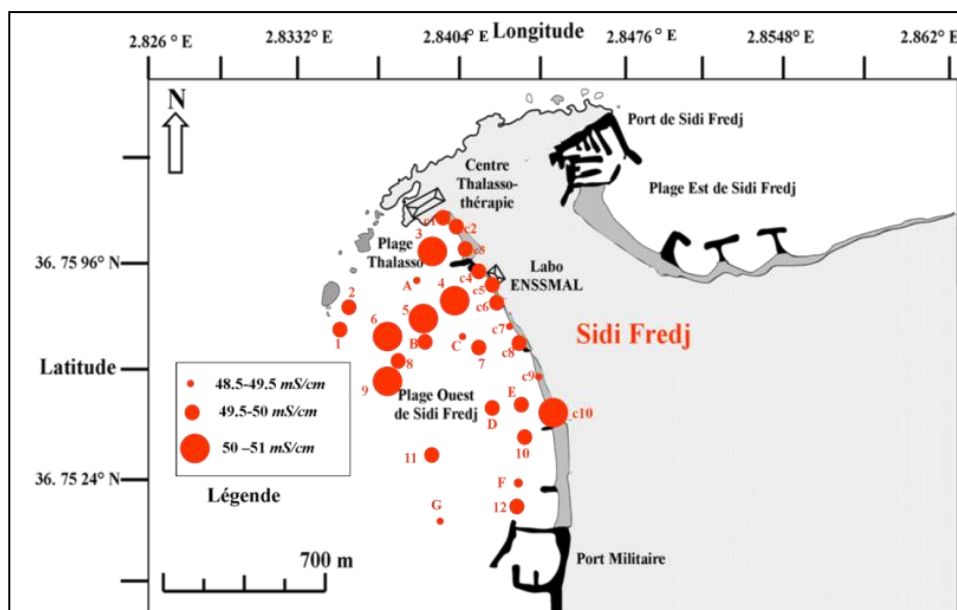 Longitude
2.826 ° E
2.8332 ° E
2.8404 ° E
2.8476 ° E
2.8548 ° E
2.862 ° E
N
Port de Sidi Fredj
Centre
Thalasso-
thérapie
Plage Est de Sidi Fredj
c1
c2
3
Plage
Thalasso
c3
36. 75 96° N
c4
Labo
ENSSMAL
A
c5
2
4
c6
5
1
6
B
C
c7
Sidi Fredj
7
c8
8
Latitude
c9
9
Plage Ouest
de Sidi Fredj
E
D
c10
48.5-49.5 mS/cm
49.5-50 mS/cm
50 –51 mS/cm
10
11
36. 75 24° N
F
Légende
12
G
700 m
Port Militaire